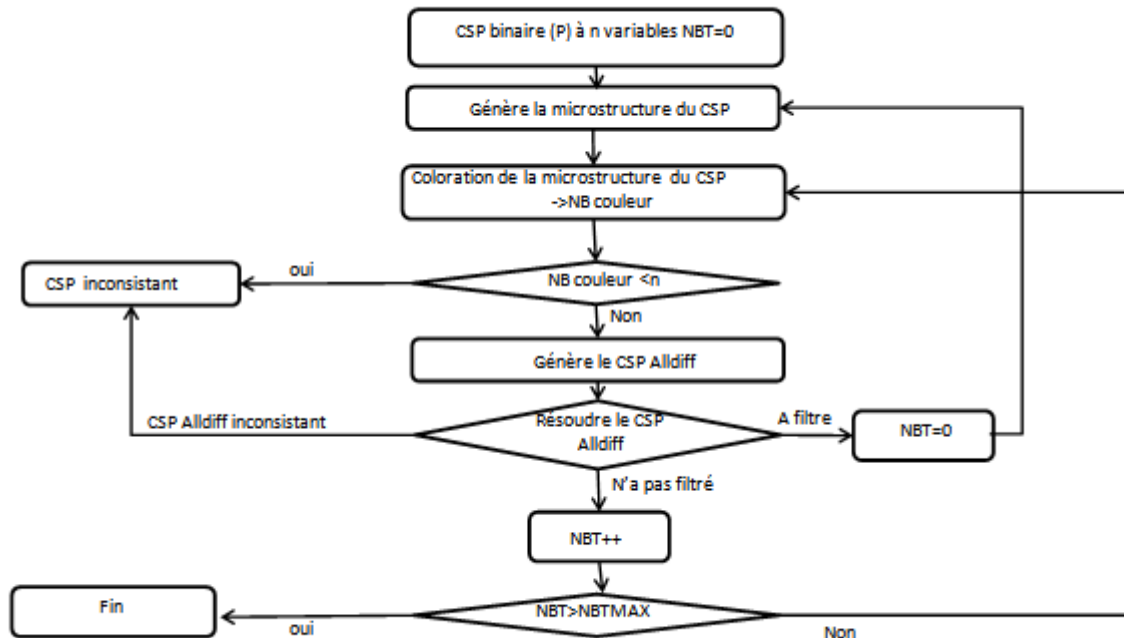 CSP binaire (P) à n variables NBT=0
Génère la microstructure du CSP
Coloration de la microstructure du CSP
->NB couleur
oui
CSP inconsistant
NB couleur <n
Non
Génère le CSP Alldiff
CSP Alldiff inconsistant
Résoudre le CSP
Alldiff
A filtre
NBT=0
N'a pas filtré
NBT++
Fin
NBT>NBTMAX
oui
Non